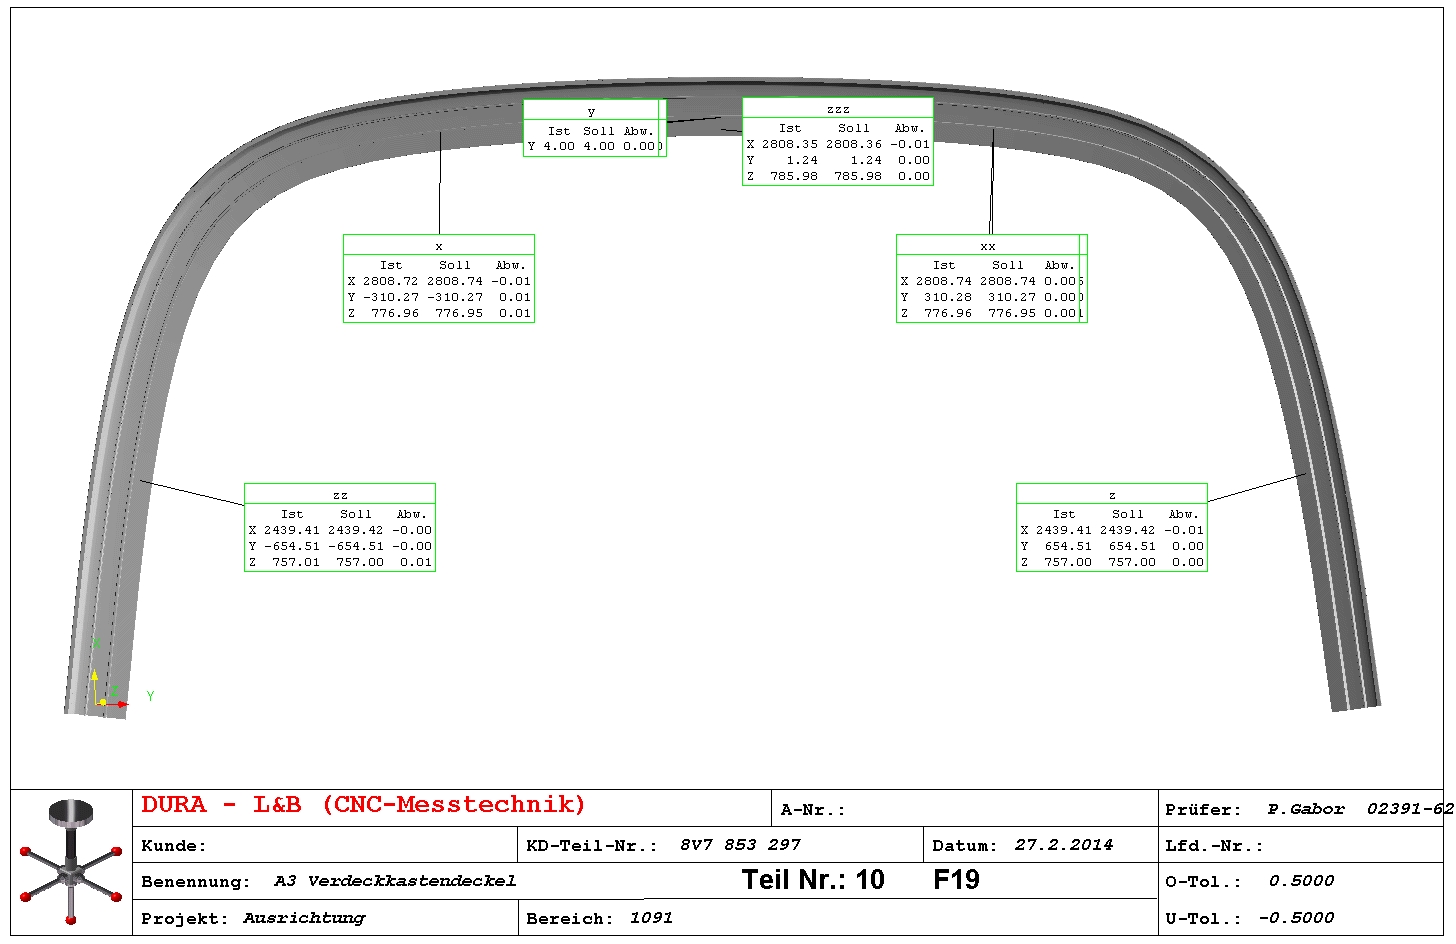 y
Ist Soll Abw.
Y 4.00 4.00 0.00
zzz
Ist Soll Abw.
X 2808.35 2808.36 -0.01
Y 1.24 1.24 0.00
Z 785.98 785.98 0.00
x
Ist Soll Abw.
X 2808.72 2808.74 -0.01
Y -310.27 -310.27 0.01
Z 776.96 776.95 0.01
xx
Ist Soll Abw.
X 2808.74 2808.74 0.00
Y 310.28 310.27 0.00
Z 776.96 776.95 0.00
zz
Ist Soll Abw.
X 2439.41 2439.42 -0.00
Y -654.51 -654.51 -0.00
Z 757.01 757.00 0.01
z
Ist Soll Abw.
X 2439.41 2439.42 -0.01
Y 654.51 654.51 0.00
Z 757.00 757.00 0.00
Z Y
DURA - L&B (CNC-Messtechnik) A-Nr.: Prüfer: P.Gabor 02391-62
Kunde: KD-Teil-Nr.: 8V7 853 297 Datum: 27.2.2014 Lfd.-Nr.:
Benennung: A3 Verdeckkastendeckel Teil Nr.: 10 F19 O-Tol.: 0.5000
Projekt: Ausrichtung Bereich: 1091 U-Tol.: -0.5000